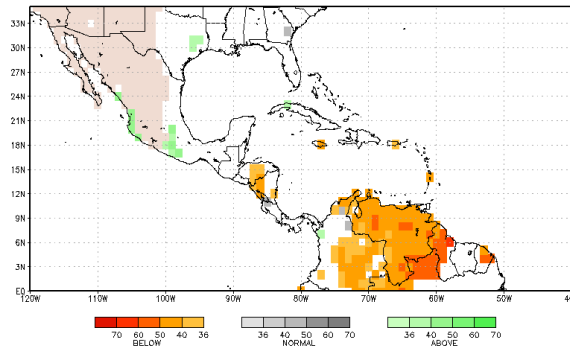 33N
30N
27N
24N
21N
18N
15N
12N
9N
6N
3N
EQ
120W 110W 100W 90W 80W 70W 60W 50W 40W
70 60 50 40 36 36 40 50 60 70 36 40 50 60 70
BELOW NORMAL ABOVE